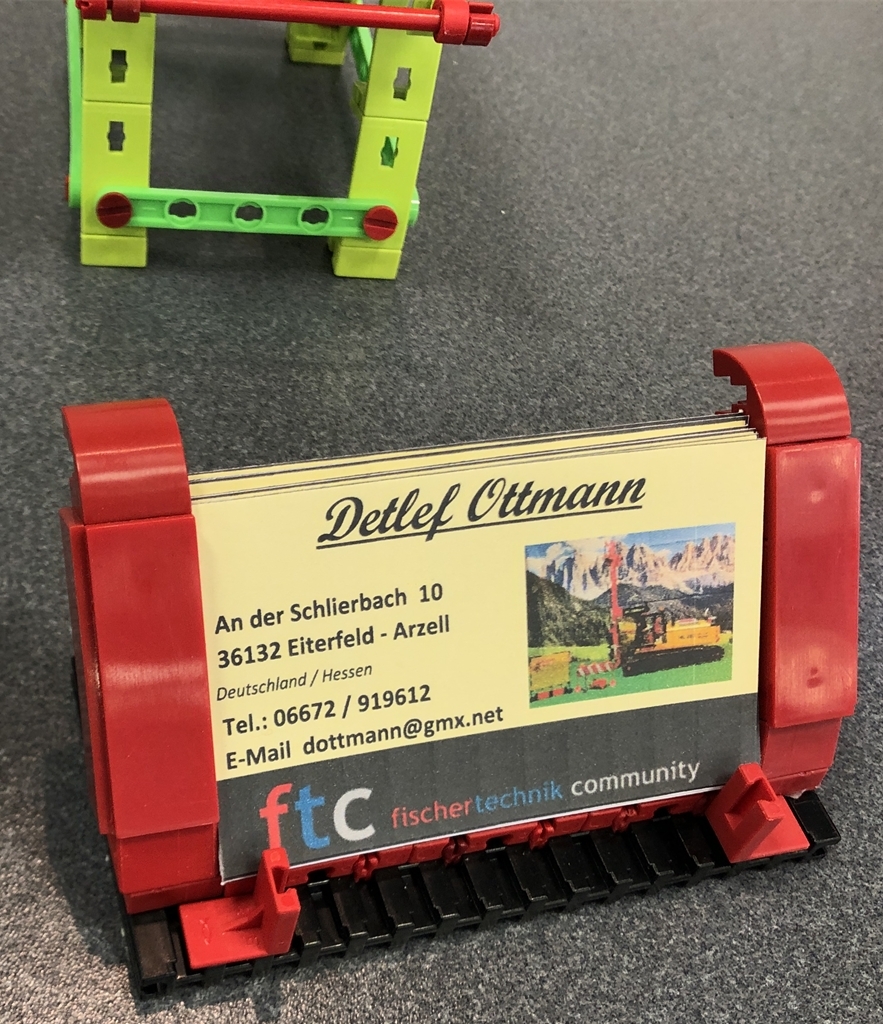 Detlef Ottmann
An der Schlierbach 10
36132 Eiterfeld - Arzell
Deutschland / Hessen
Tel.: 06672 / 919612
E-Mail dottmann@gmx.net
ftc fischertechnik community